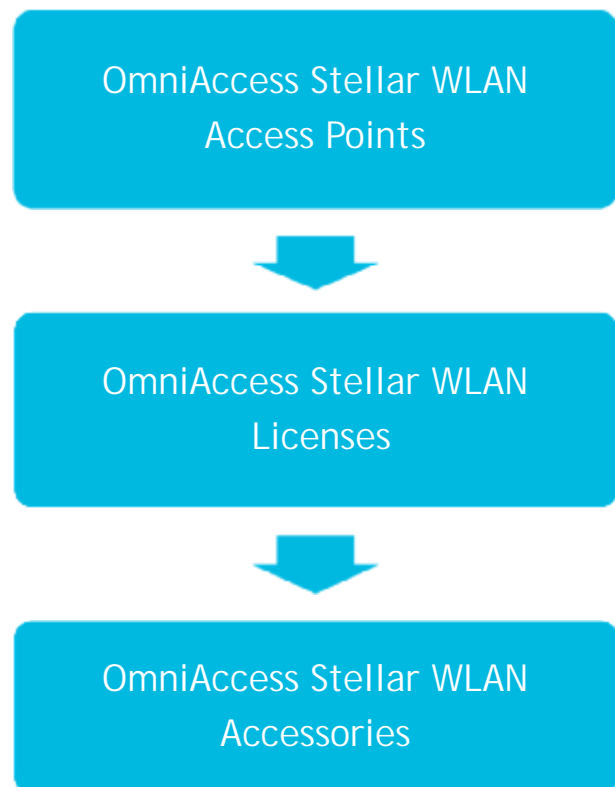 OmniAccess Stellar WLAN
Access Points
OmniAccess Stellar WLAN
Licenses
OmniAccess Stellar WLAN
Accessories